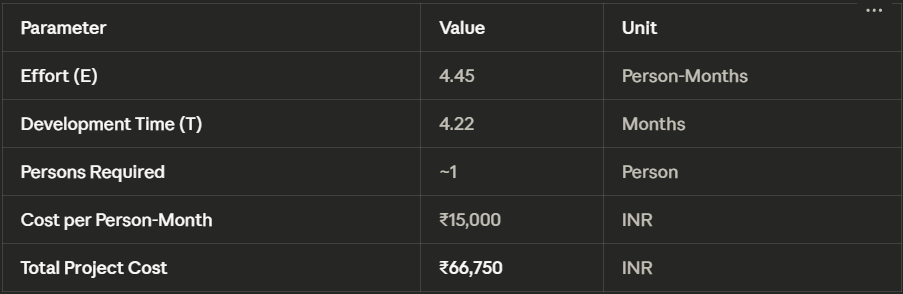 Parameter Value Unit
Effort (E) 4.45 Person-Months
Development Time (T) 4.22 Months
Persons Required ~1 Person
Cost per Person-Month ₹15,000 INR
Total Project Cost ₹66,750 INR